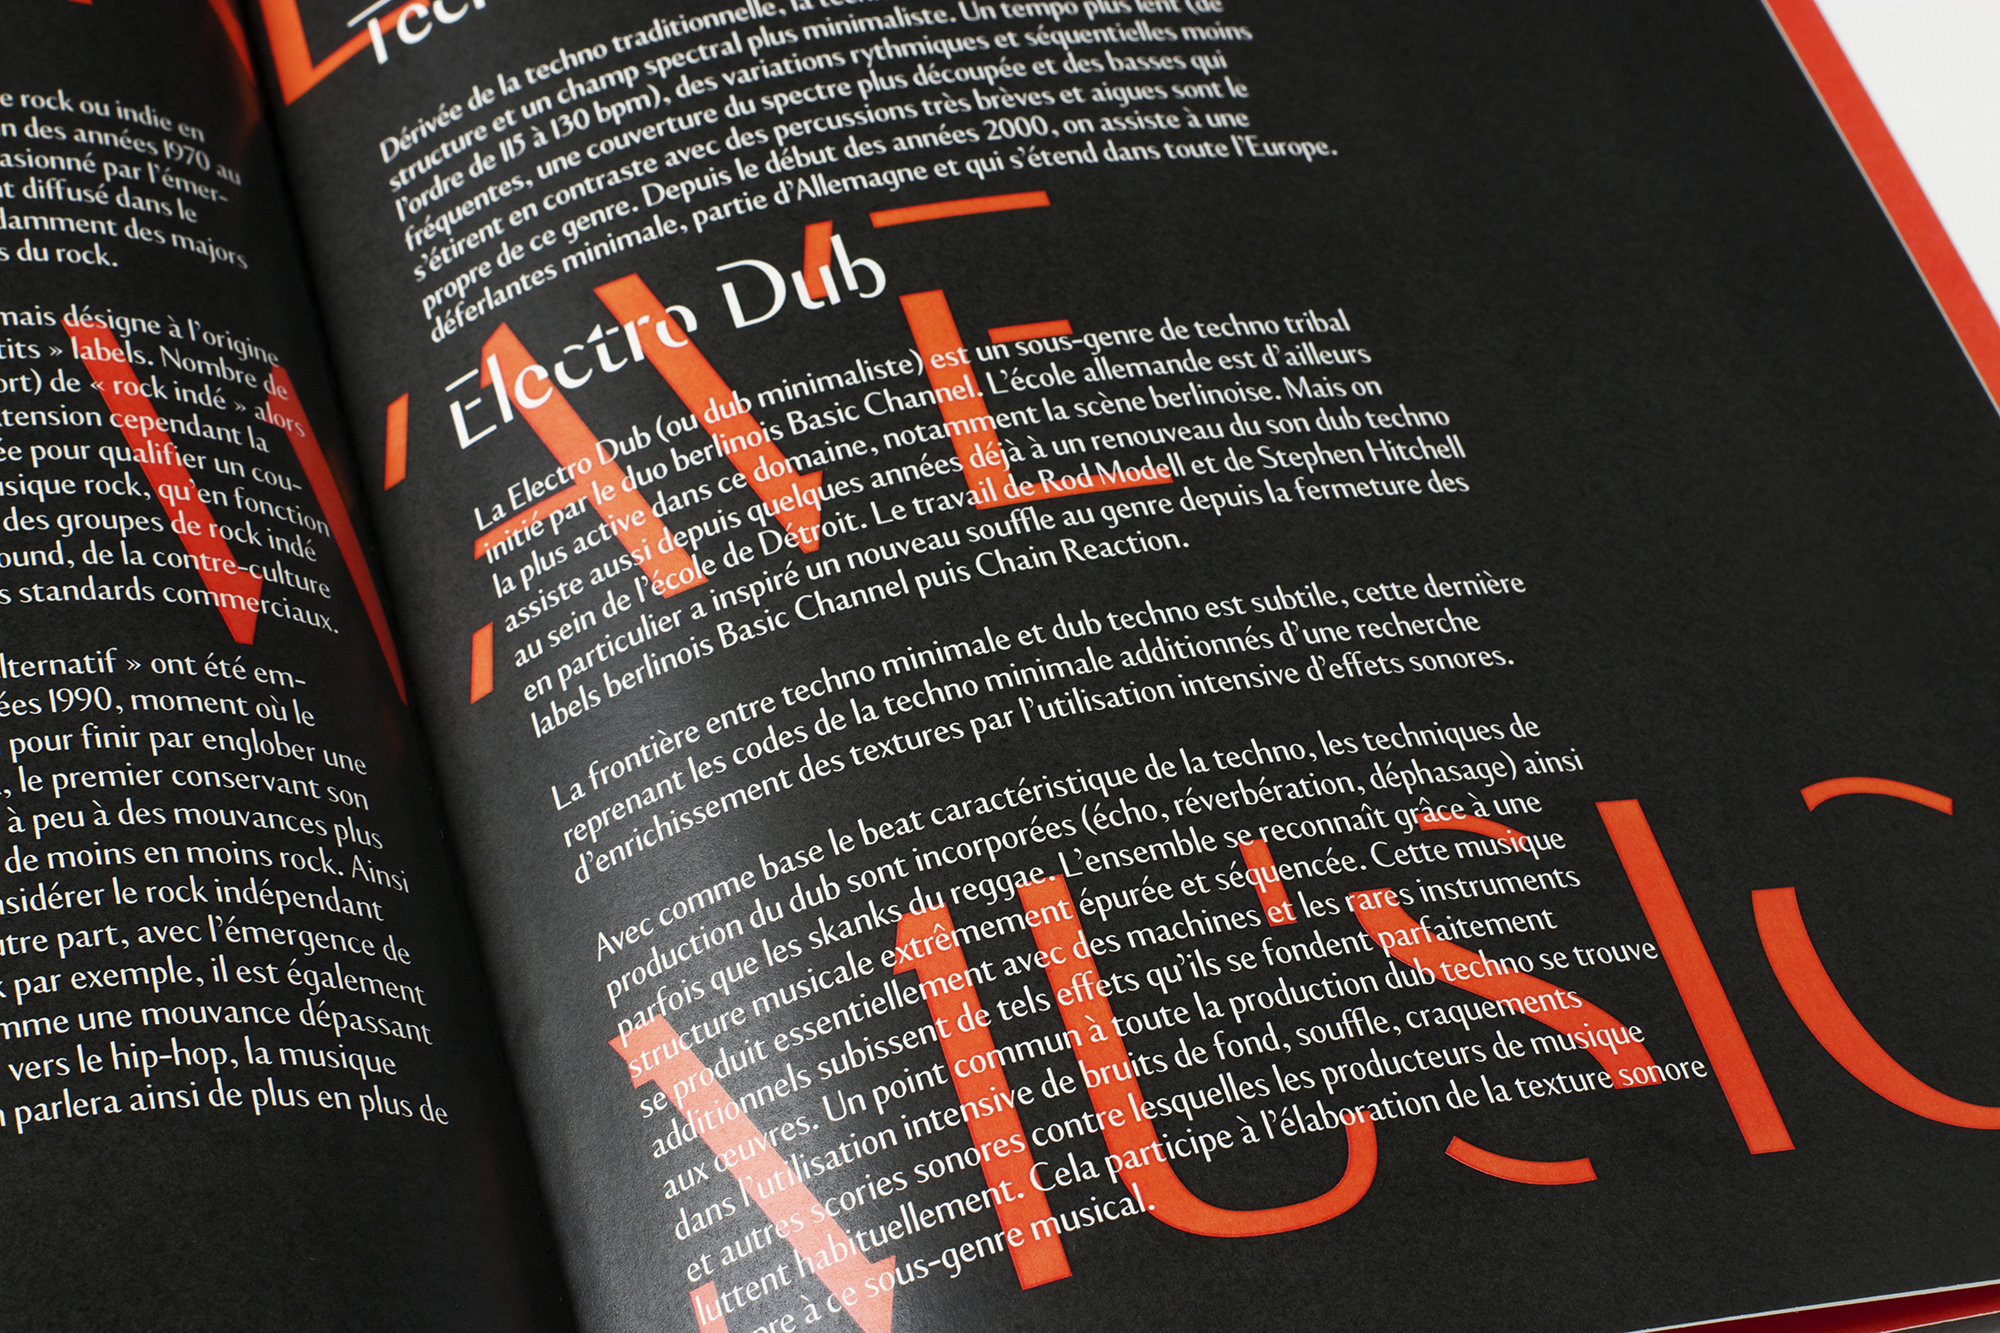 e rock ou indie en
n des années 1970 au
asionné par l'émer-
t diffusé dans le
damment des majors
s du rock.
mais désigne à l'origine
tits » labels. Nombre de
ort) de « rock indé » alors
tension cependant la
ée pour qualifier un cou-
usique rock, qu'en fonction
des groupes de rock indé
ound, de la contre-culture
s standards commerciaux.
lternatif » ont été em-
ées 1990, moment où le
pour finir par englober une
, le premier conservant son
à peu à des mouvances plus
de moins en moins rock. Ainsi
nsidérer le rock indépendant
utre part, avec l'émergence de
k par exemple, il est également
mme une mouvance dépassant
vers le hip-hop, la musique
n parlera ainsi de plus en plus de
Dérivée de la techno traditionnelle, la
structure et un champ spectral plus minimaliste. Un tempo plus lent (de
l'ordre de 115 à 130 bpm), des variations rythmiques et séquentielles moins
fréquentes, une couverture du spectre plus découpée et des basses qui
s'étirent en contraste avec des percussions très brèves et aigues sont le
propre de ce genre. Depuis le début des années 2000, on assiste à une
déferlantes minimale, partie d'Allemagne et qui s'étend dans toute l'Europe.
Electro Dub
La Electro Dub (ou dub minimaliste) est un sous-genre de techno tribal
initié par le duo berlinois Basic Channel. L'école allemande est d'ailleurs
la plus active dans ce domaine, notamment la scène berlinoise. Mais on
assiste aussi depuis quelques années déjà à un renouveau du son dub techno
au sein de l'école de Détroit. Le travail de Rod Modell et de Stephen Hitchell
en particulier a inspiré un nouveau souffle au genre depuis la fermeture des
labels berlinois Basic Channel puis Chain Reaction.
La frontière entre techno minimale et dub techno est subtile, cette dernière
reprenant les codes de la techno minimale additionnés d'une recherche
d'enrichissement des textures par l'utilisation intensive d'effets sonores.
Avec comme base le beat caractéristique de la techno, les techniques de
production du dub sont incorporées (écho, réverbération, déphasage) ainsi
parfois que les skanks du reggae. L'ensemble se reconnaît grâce à une
structure musicale extrêmement épurée et séquencée. Cette musique
se produit essentiellement avec des machines et les rares instruments
additionnels subissent de tels effets qu'ils se fondent parfaitement
aux œuvres. Un point commun à toute la production dub techno se trouve
dans l'utilisation intensive de bruits de fond, souffle, craquements
et autres scories sonores contre lesquelles les producteurs de musique
luttent habituellement. Cela participe à l'élaboration de la texture sonore
pre à ce sous-genre musical.
WAVE
MUSIC